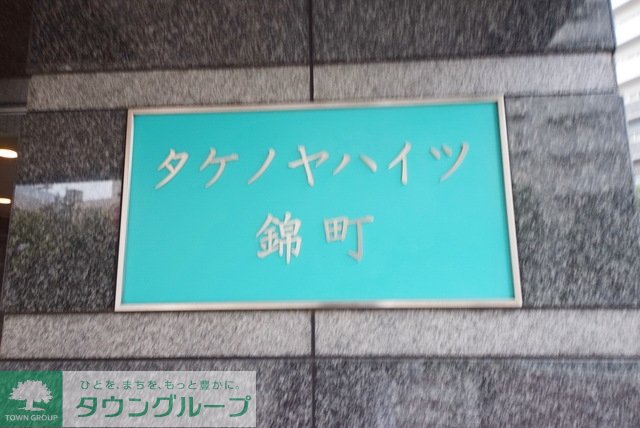 タケノヤハイツ
錦町
ひとを、まちを、もっと豊かに。
タウングループ
TOWN GROUP